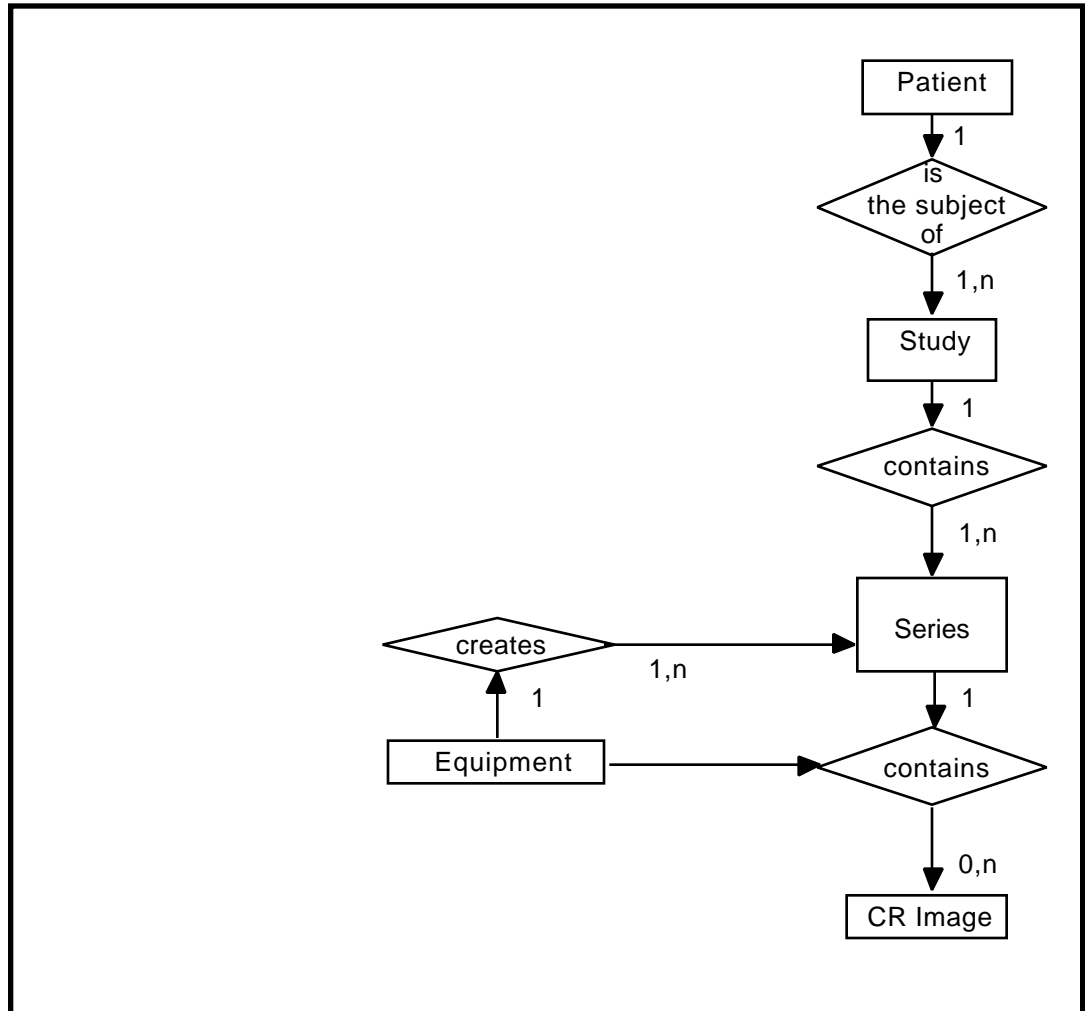 Patient
1
is
the subject
of
1,n
Study
1
contains
1,n
Series
creates
1,n
1
1
Equipment
contains
0,n
CR Image